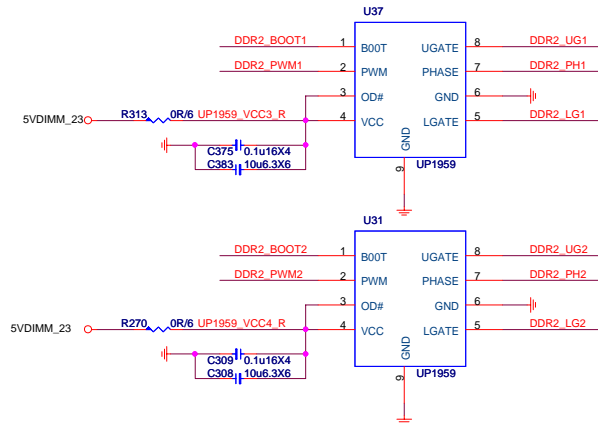 U37
DDR2_BOOT1 1 B00T UGATE 8 DDR2_UG1
DDR2_PWM1 2 PWM PHASE 7 DDR2_PH1
3 OD# GND 6
5VDIMM_23 R313 0R/6 UP1959_VCC3_R 4 VCC LGATE 5 DDR2_LG1
C375 0.1u16X4
C383 10u6.3X6
GND
9
UP1959
U31
DDR2_BOOT2 1 B00T UGATE 8 DDR2_UG2
DDR2_PWM2 2 PWM PHASE 7 DDR2_PH2
3 OD# GND 6
5VDIMM_23 R270 0R/6 UP1959_VCC4_R 4 VCC LGATE 5 DDR2_LG2
C309 0.1u16X4
C308 10u6.3X6
GND
9
UP1959